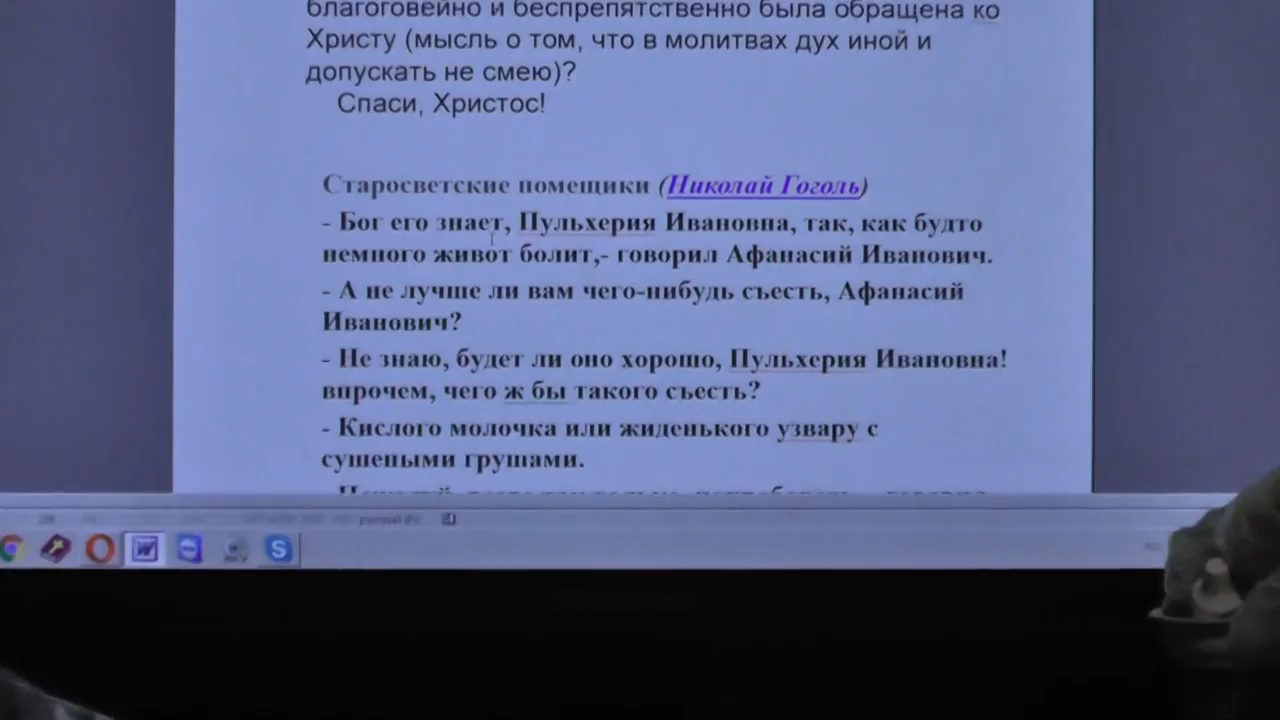 благоговейно и беспрепятственно была обращена ко
Христу (мысль о том, что в молитвах дух иной и
допускать не смею)?
Спаси, Христос!
Старосветские помещики (Николай Гоголь)
- Бог его знает, Пульхерия Ивановна, так, как будто
немного живот болит,- говорил Афанасий Иванович.
- А не лучше ли вам чего-нибудь съесть, Афанасий
Иванович?
- Не знаю, будет ли оно хорошо, Пульхерия Ивановна!
впрочем, чего ж бы такого съесть?
- Кислого молочка или жиденького узвару с
сушеными грушами.